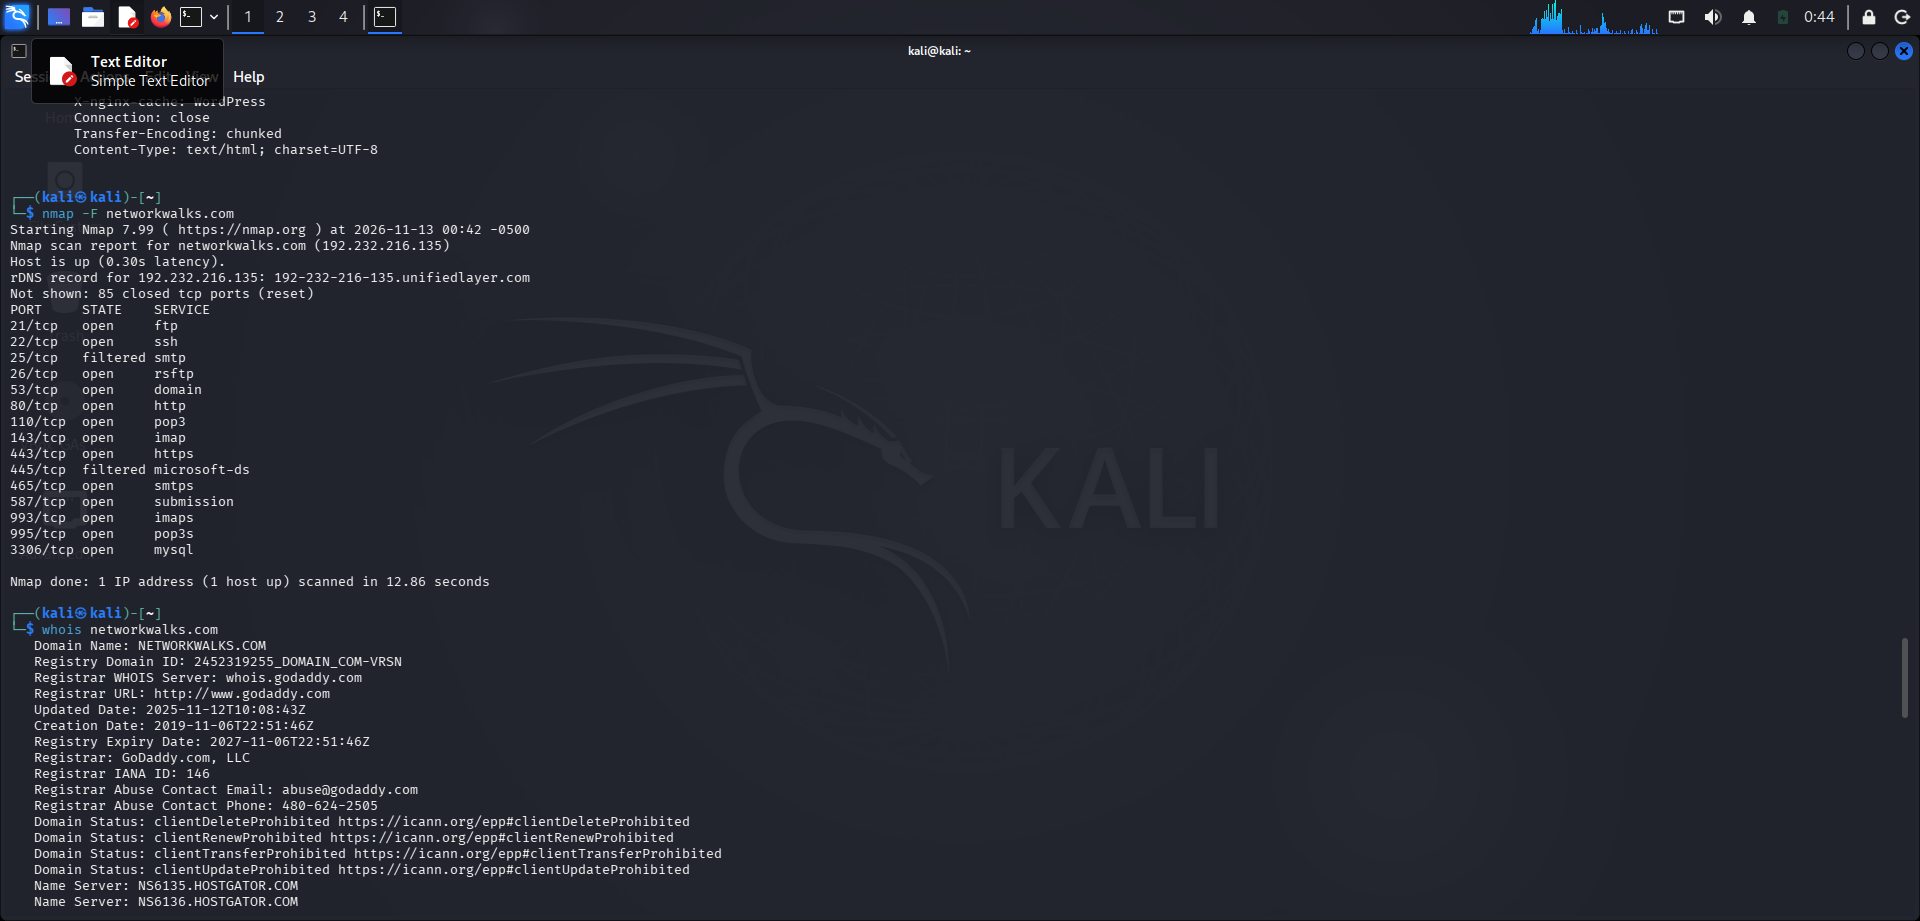 1 2 3 4 0:44
kali@kali: ~
Text Editor
Simple Text Editor
Help
X-nginx-cache: WordPress
Connection: close
Transfer-Encoding: chunked
Content-Type: text/html; charset=UTF-8
┌──(kali㉿kali)-[~]
└─$ nmap -F networkwalks.com
Starting Nmap 7.99 ( https://nmap.org ) at 2026-11-13 00:42 -0500
Nmap scan report for networkwalks.com (192.232.216.135)
Host is up (0.30s latency).
rDNS record for 192.232.216.135: 192-232-216-135.unifiedlayer.com
Not shown: 85 closed tcp ports (reset)
PORT STATE SERVICE
21/tcp open ftp
22/tcp open ssh
25/tcp filtered smtp
26/tcp open rsftp
53/tcp open domain
80/tcp open http
110/tcp open pop3
143/tcp open imap
443/tcp open https
445/tcp filtered microsoft-ds
465/tcp open smtps
587/tcp open submission
993/tcp open imaps
995/tcp open pop3s
3306/tcp open mysql
KALI
Nmap done: 1 IP address (1 host up) scanned in 12.86 seconds
┌──(kali㉿kali)-[~]
└─$ whois networkwalks.com
Domain Name: NETWORKWALKS.COM
Registry Domain ID: 2452319255_DOMAIN_COM-VRSN
Registrar WHOIS Server: whois.godaddy.com
Registrar URL: http://www.godaddy.com
Updated Date: 2025-11-12T10:08:43Z
Creation Date: 2019-11-06T22:51:46Z
Registry Expiry Date: 2027-11-06T22:51:46Z
Registrar: GoDaddy.com, LLC
Registrar IANA ID: 146
Registrar Abuse Contact Email: abuse@godaddy.com
Registrar Abuse Contact Phone: 480-624-2505
Domain Status: clientDeleteProhibited https://icann.org/epp#clientDeleteProhibited
Domain Status: clientRenewProhibited https://icann.org/epp#clientRenewProhibited
Domain Status: clientTransferProhibited https://icann.org/epp#clientTransferProhibited
Domain Status: clientUpdateProhibited https://icann.org/epp#clientUpdateProhibited
Name Server: NS6135.HOSTGATOR.COM
Name Server: NS6136.HOSTGATOR.COM